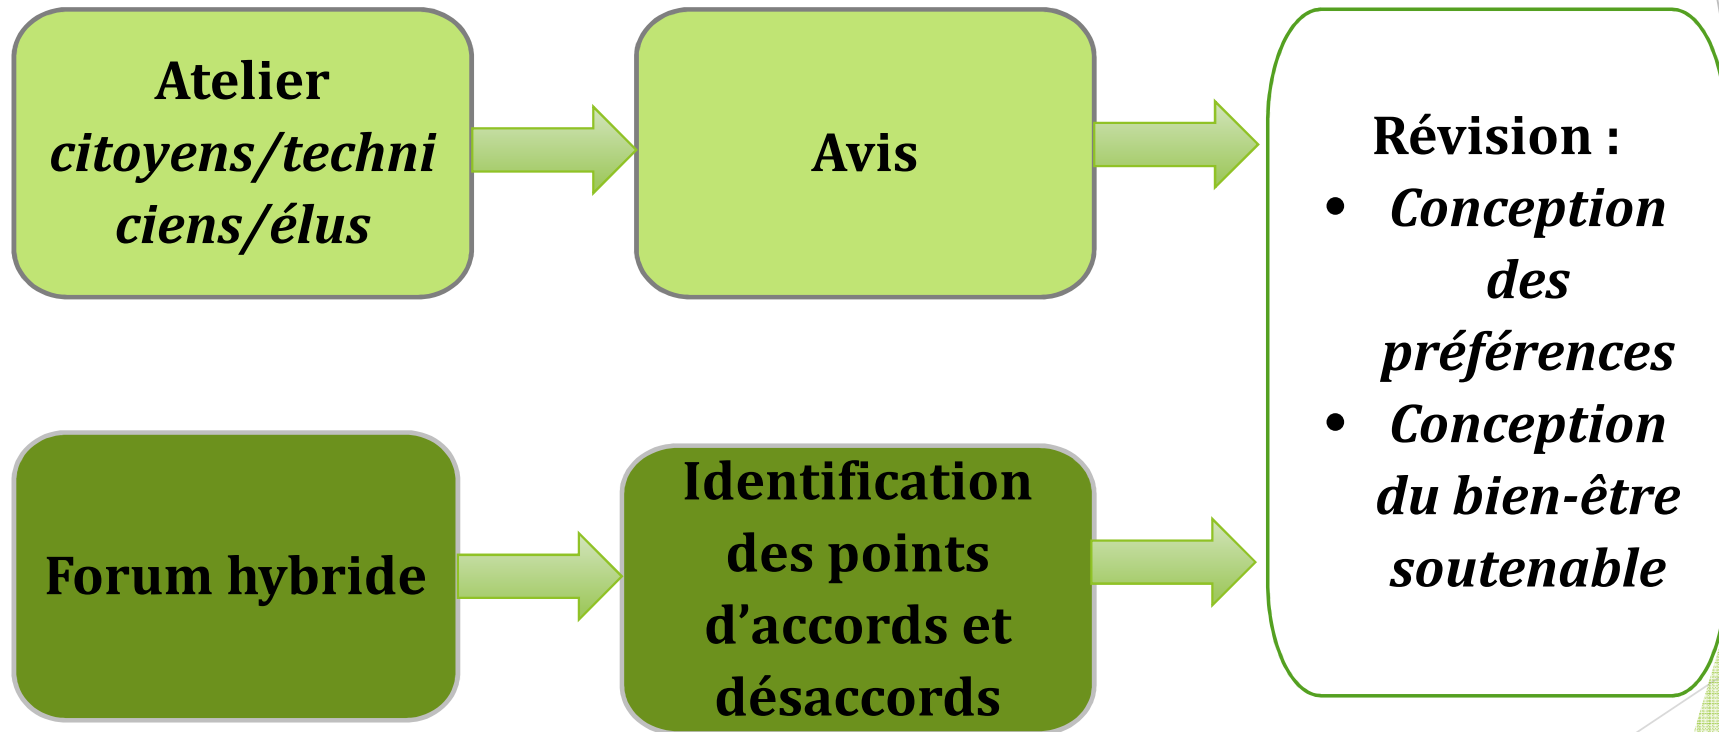 Atelier
citoyens/techni
ciens/élus
Avis
Révision :
• Conception
des
préférences
• Conception
du bien-être
soutenable
Forum hybride
Identification
des points
d’accords et
désaccords